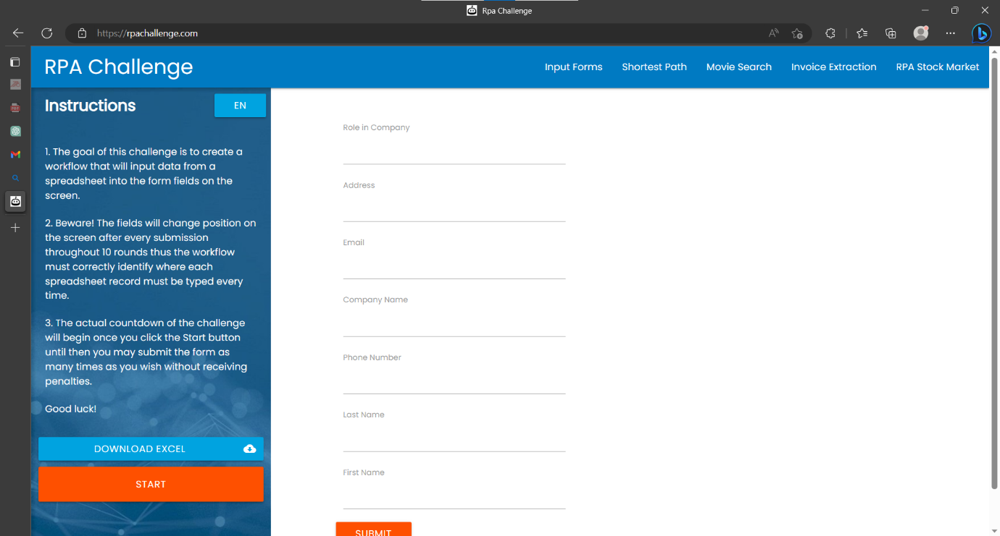 Rpa Challenge
https://rpachallenge.com
RPA Challenge
Input Forms
Shortest Path
Movie Search
Invoice Extraction
RPA Stock Market
Instructions
EN
1. The goal of this challenge is to create a
workflow that will input data from a
spreadsheet into the form fields on the
screen.
2. Beware! The fields will change position on
the screen after every submission
throughout 10 rounds thus the workflow
must correctly identify where each
spreadsheet record must be typed every
time.
3. The actual countdown of the challenge
will begin once you click the Start button
until then you may submit the form as
many times as you wish without receiving
penalties.
Good luck!
DOWNLOAD EXCEL
START
Role in Company
Address
Email
Company Name
Phone Number
Last Name
First Name
SUBMIT